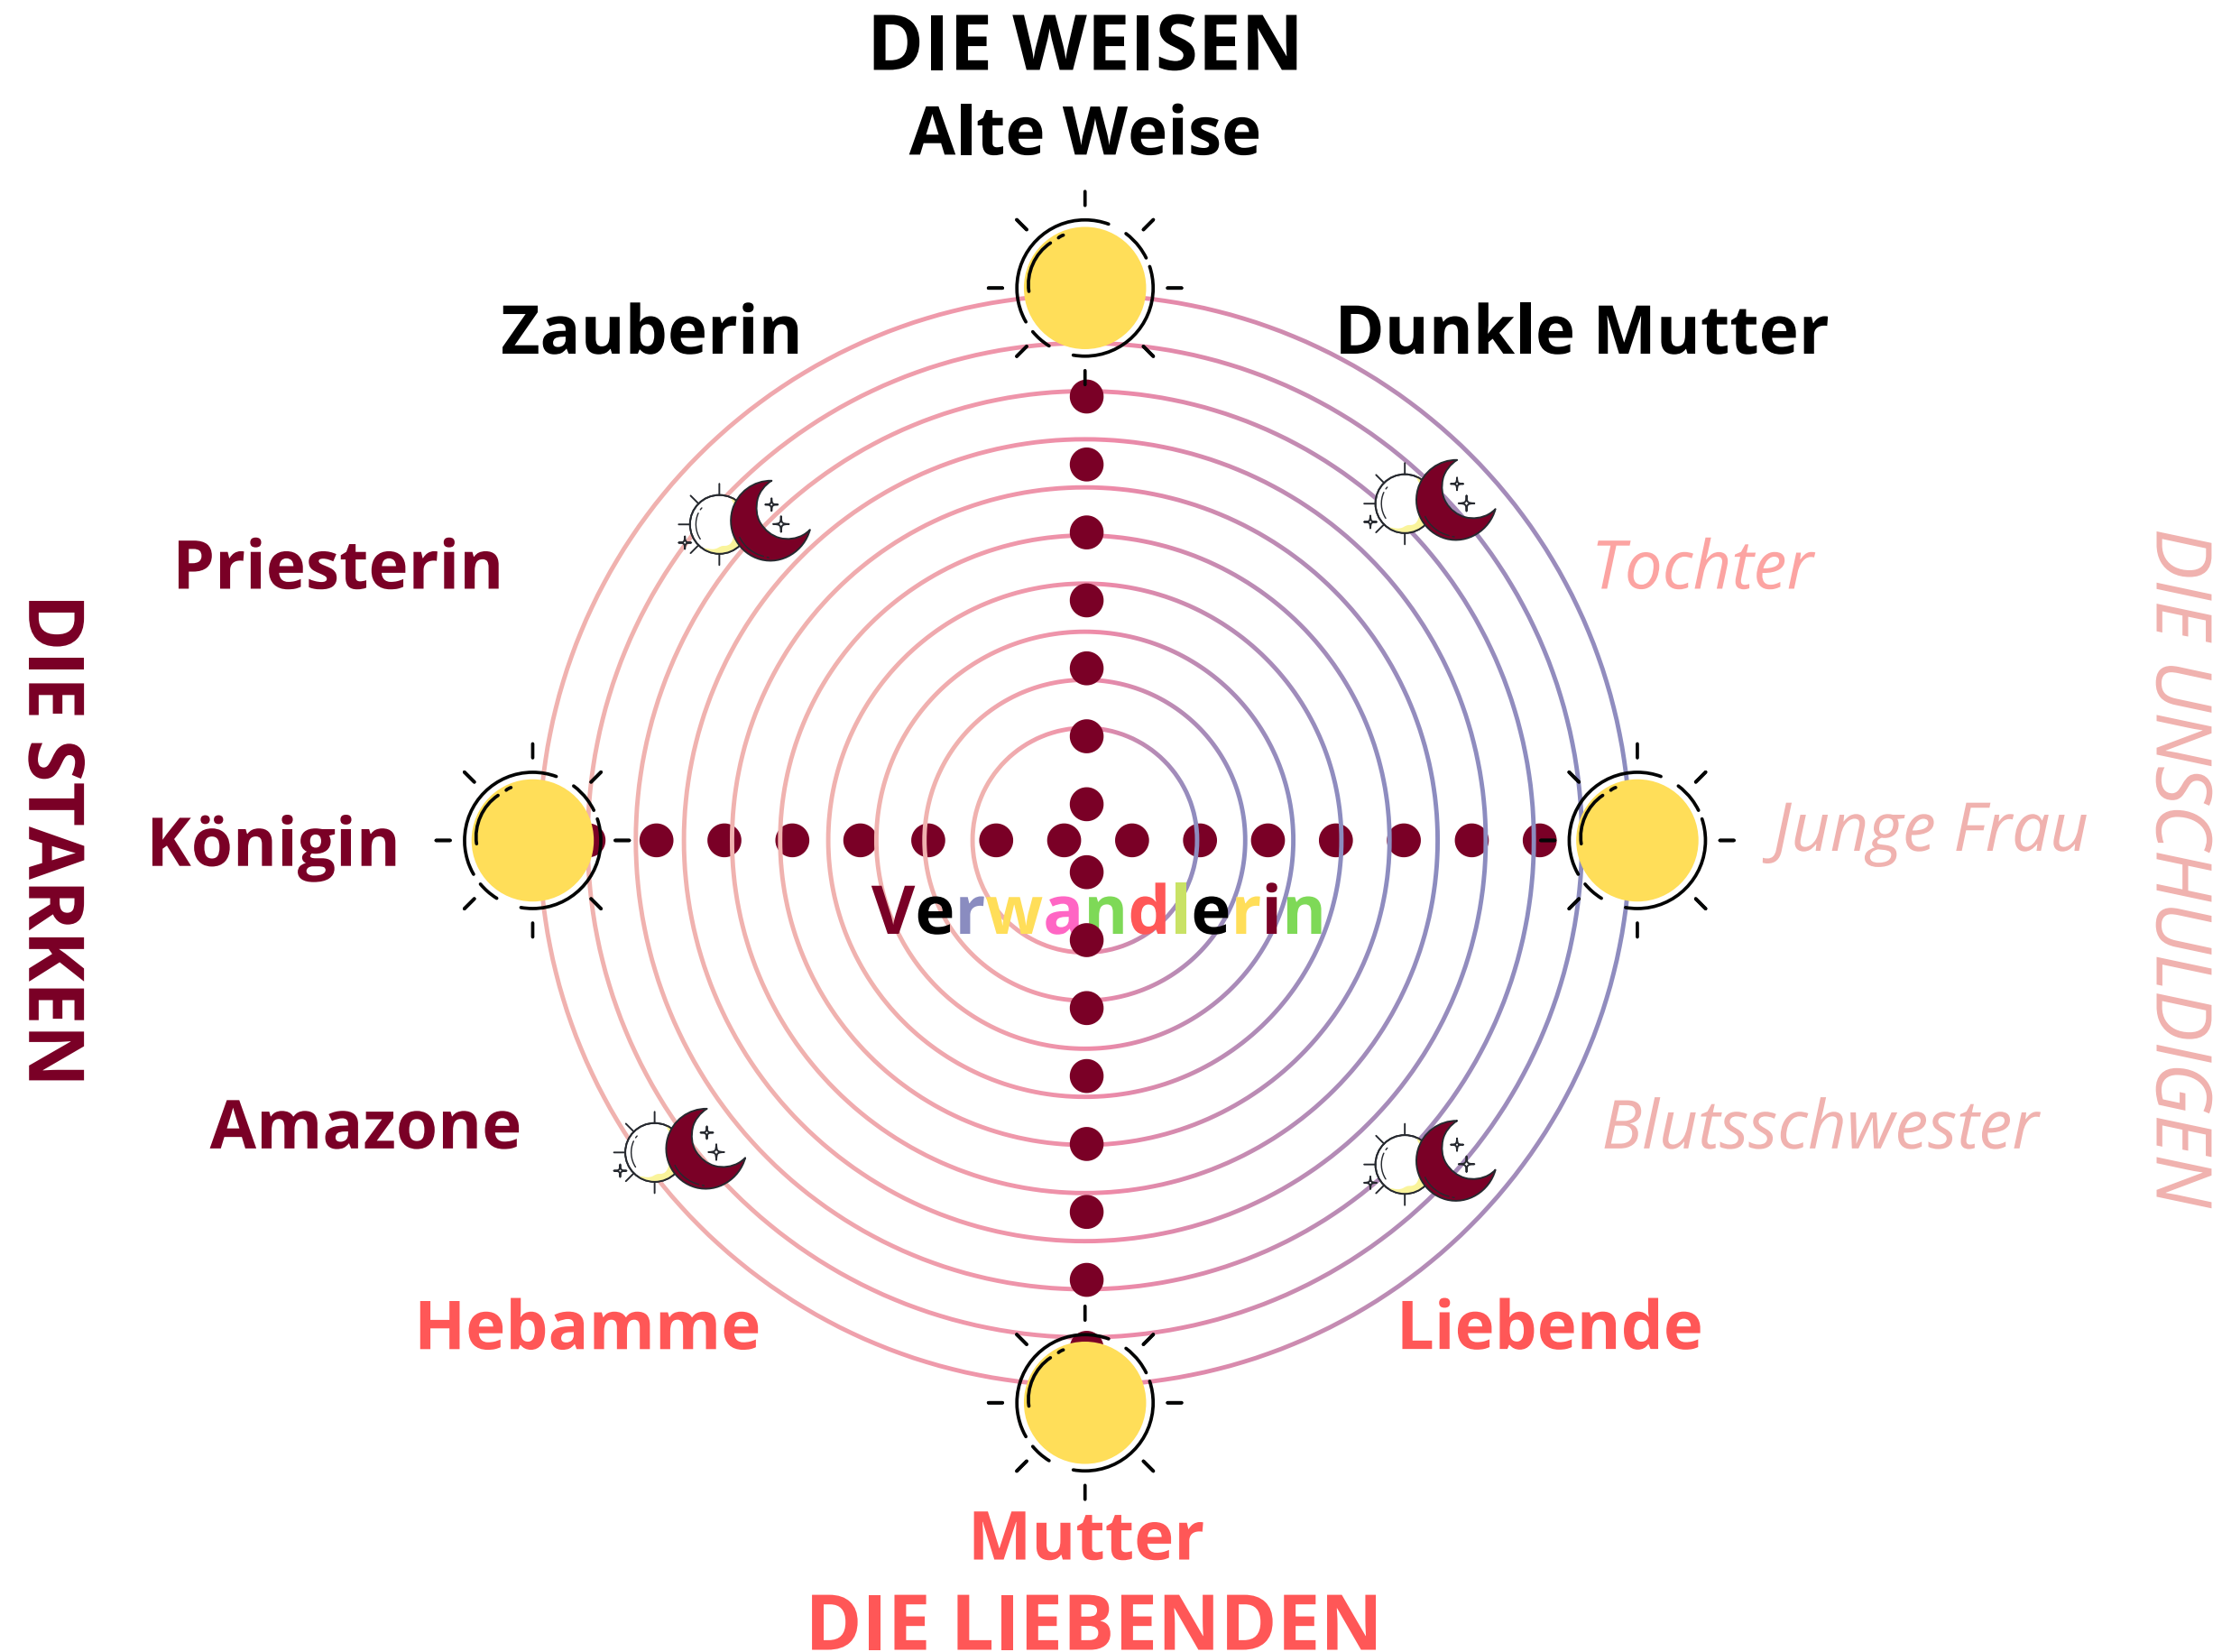 DIE WEISEN
Alte Weise
Zauberin
Dunkle Mutter
Priesterin
Tochter
DIE STARKEN
DIE UNSCHULDIGEN
Königin
Junge Frau
Verwandlerin
Amazone
Blutsschwester
Hebamme
Liebende
Mutter
DIE LIEBENDEN